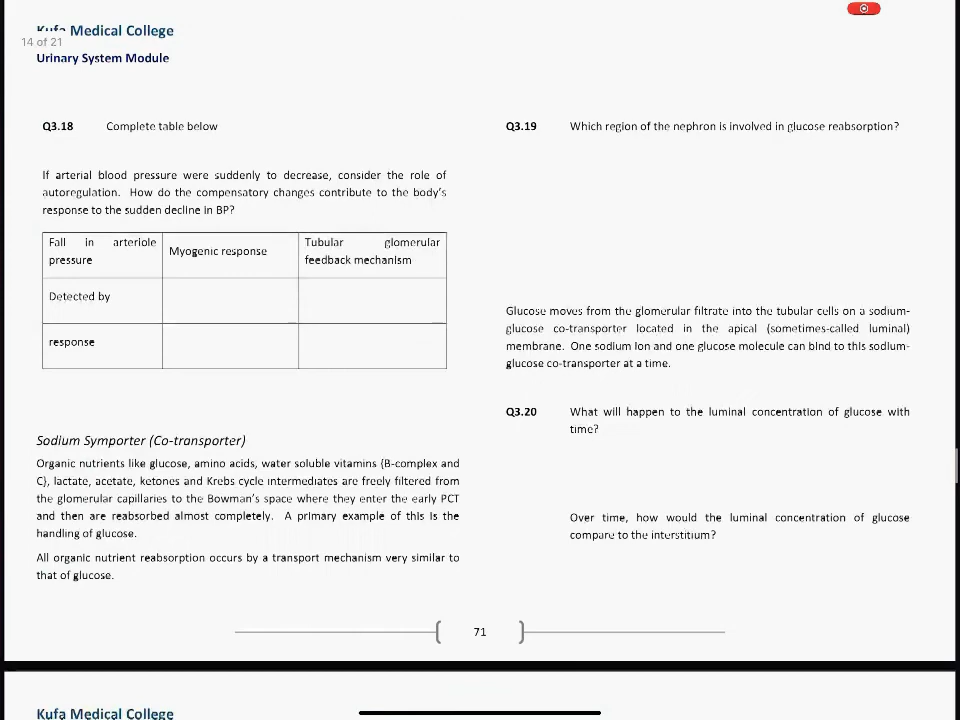 Kufa Medical College
14 of 21
Urinary System Module
Q3.18 Complete table below
If arterial blood pressure were suddenly to decrease, consider the role of
autoregulation. How do the compensatory changes contribute to the body's
response to the sudden decline in BP?
Fall in arteriole
pressure
Myogenic response
Tubular glomerular
feedback mechanism
Detected by
response
Sodium Symporter (Co-transporter)
Organic nutrients like glucose, amino acids, water soluble vitamins (B-complex and
C), lactate, acetate, ketones and Krebs cycle intermediates are freely filtered from
the glomerular capillaries to the Bowman's space where they enter the early PCT
and then are reabsorbed almost completely. A primary example of this is the
handling of glucose.
All organic nutrient reabsorption occurs by a transport mechanism very similar to
that of glucose.
Q3.19 Which region of the nephron is involved in glucose reabsorption?
Glucose moves from the glomerular filtrate into the tubular cells on a sodium-
glucose co-transporter located in the apical (sometimes-called luminal)
membrane. One sodium ion and one glucose molecule can bind to this sodium-
glucose co-transporter at a time.
Q3.20 What will happen to the luminal concentration of glucose with
time?
Over time, how would the luminal concentration of glucose
compare to the interstitium?
71
Kufa Medical College